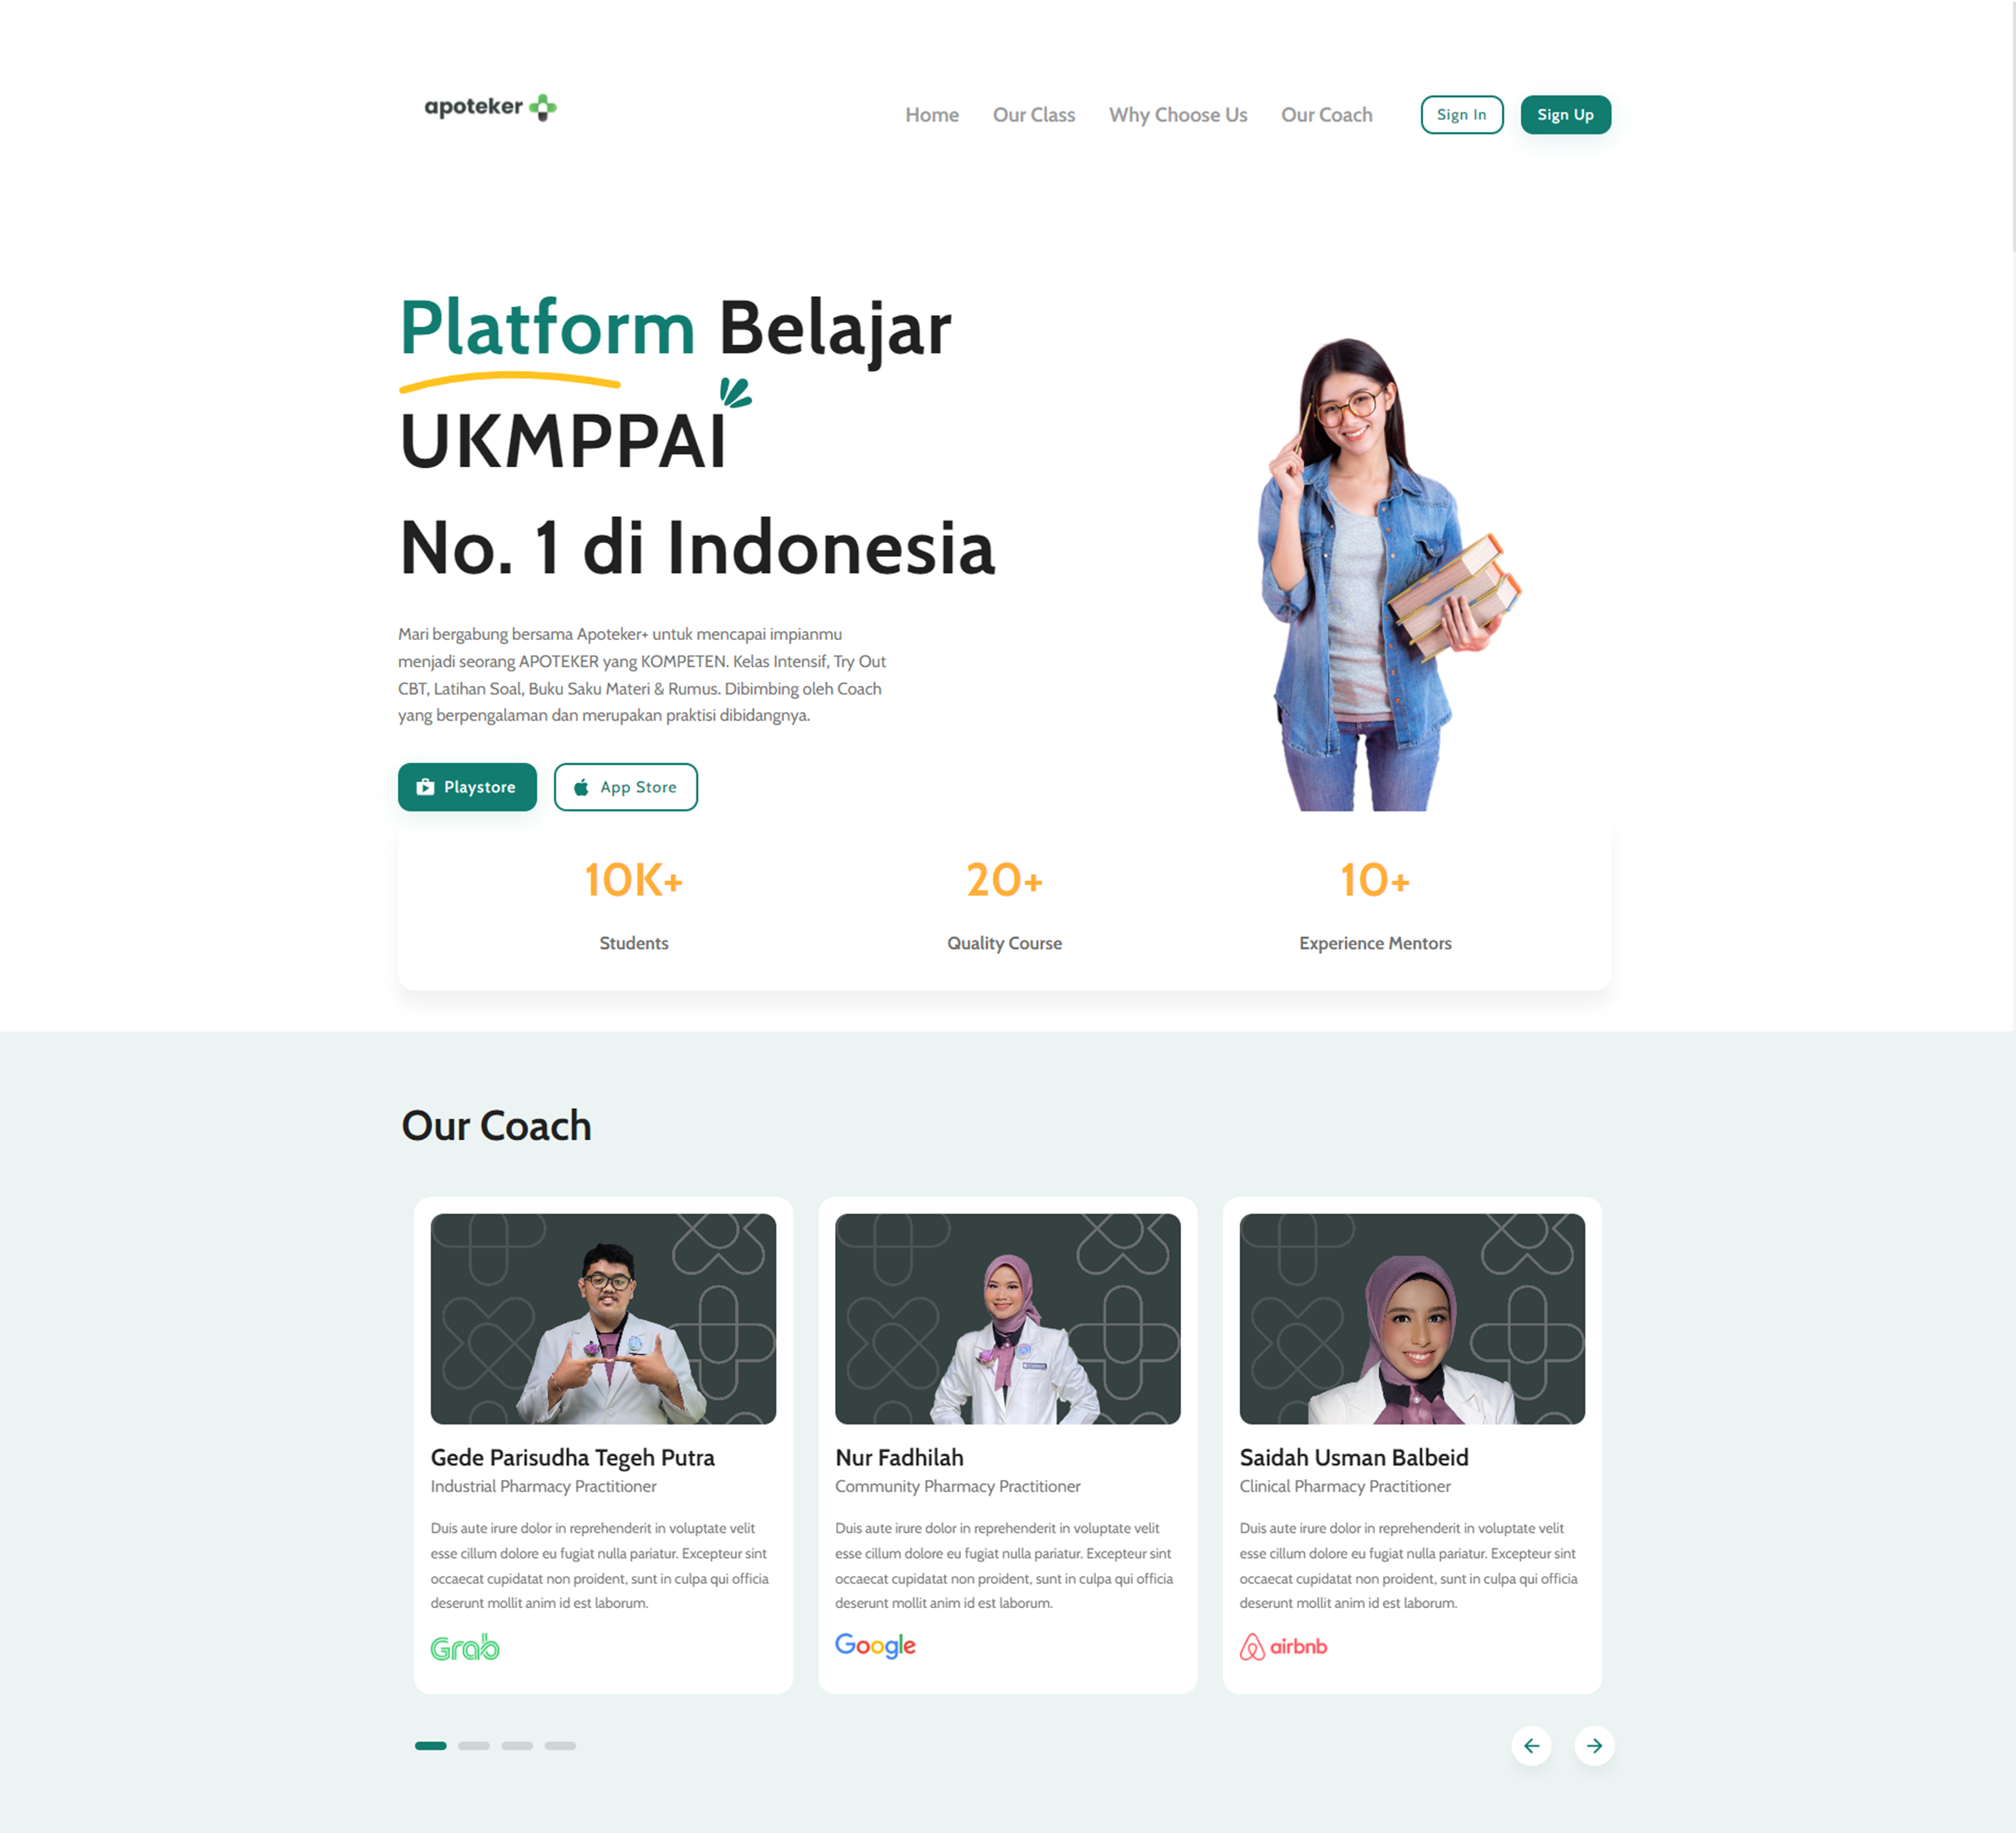 apoteker
Home Our Class Why Choose Us Our Coach Sign In Sign Up
Platform Belajar
UKMPPAI
No. 1 di Indonesia
Mari bergabung bersama Apoteker+ untuk mencapai impianmu
menjadi seorang APOTEKER yang KOMPETEN. Kelas Intensif, Try Out
CBT, Latihan Soal, Buku Saku Materi & Rumus. Dibimbing oleh Coach
yang berpengalaman dan merupakan praktisi dibidangnya.
Playstore App Store
10K+
Students
20+
Quality Course
10+
Experience Mentors
Our Coach
Gede Parisudha Tegeh Putra
Industrial Pharmacy Practitioner
Duis aute irure dolor in reprehenderit in voluptate velit
esse cillum dolore eu fugiat nulla pariatur. Excepteur sint
occaecat cupidatat non proident, sunt in culpa qui officia
deserunt mollit anim id est laborum.
Grab
Nur Fadhilah
Community Pharmacy Practitioner
Duis aute irure dolor in reprehenderit in voluptate velit
esse cillum dolore eu fugiat nulla pariatur. Excepteur sint
occaecat cupidatat non proident, sunt in culpa qui officia
deserunt mollit anim id est laborum.
Google
Saidah Usman Balbeid
Clinical Pharmacy Practitioner
Duis aute irure dolor in reprehenderit in voluptate velit
esse cillum dolore eu fugiat nulla pariatur. Excepteur sint
occaecat cupidatat non proident, sunt in culpa qui officia
deserunt mollit anim id est laborum.
airbnb